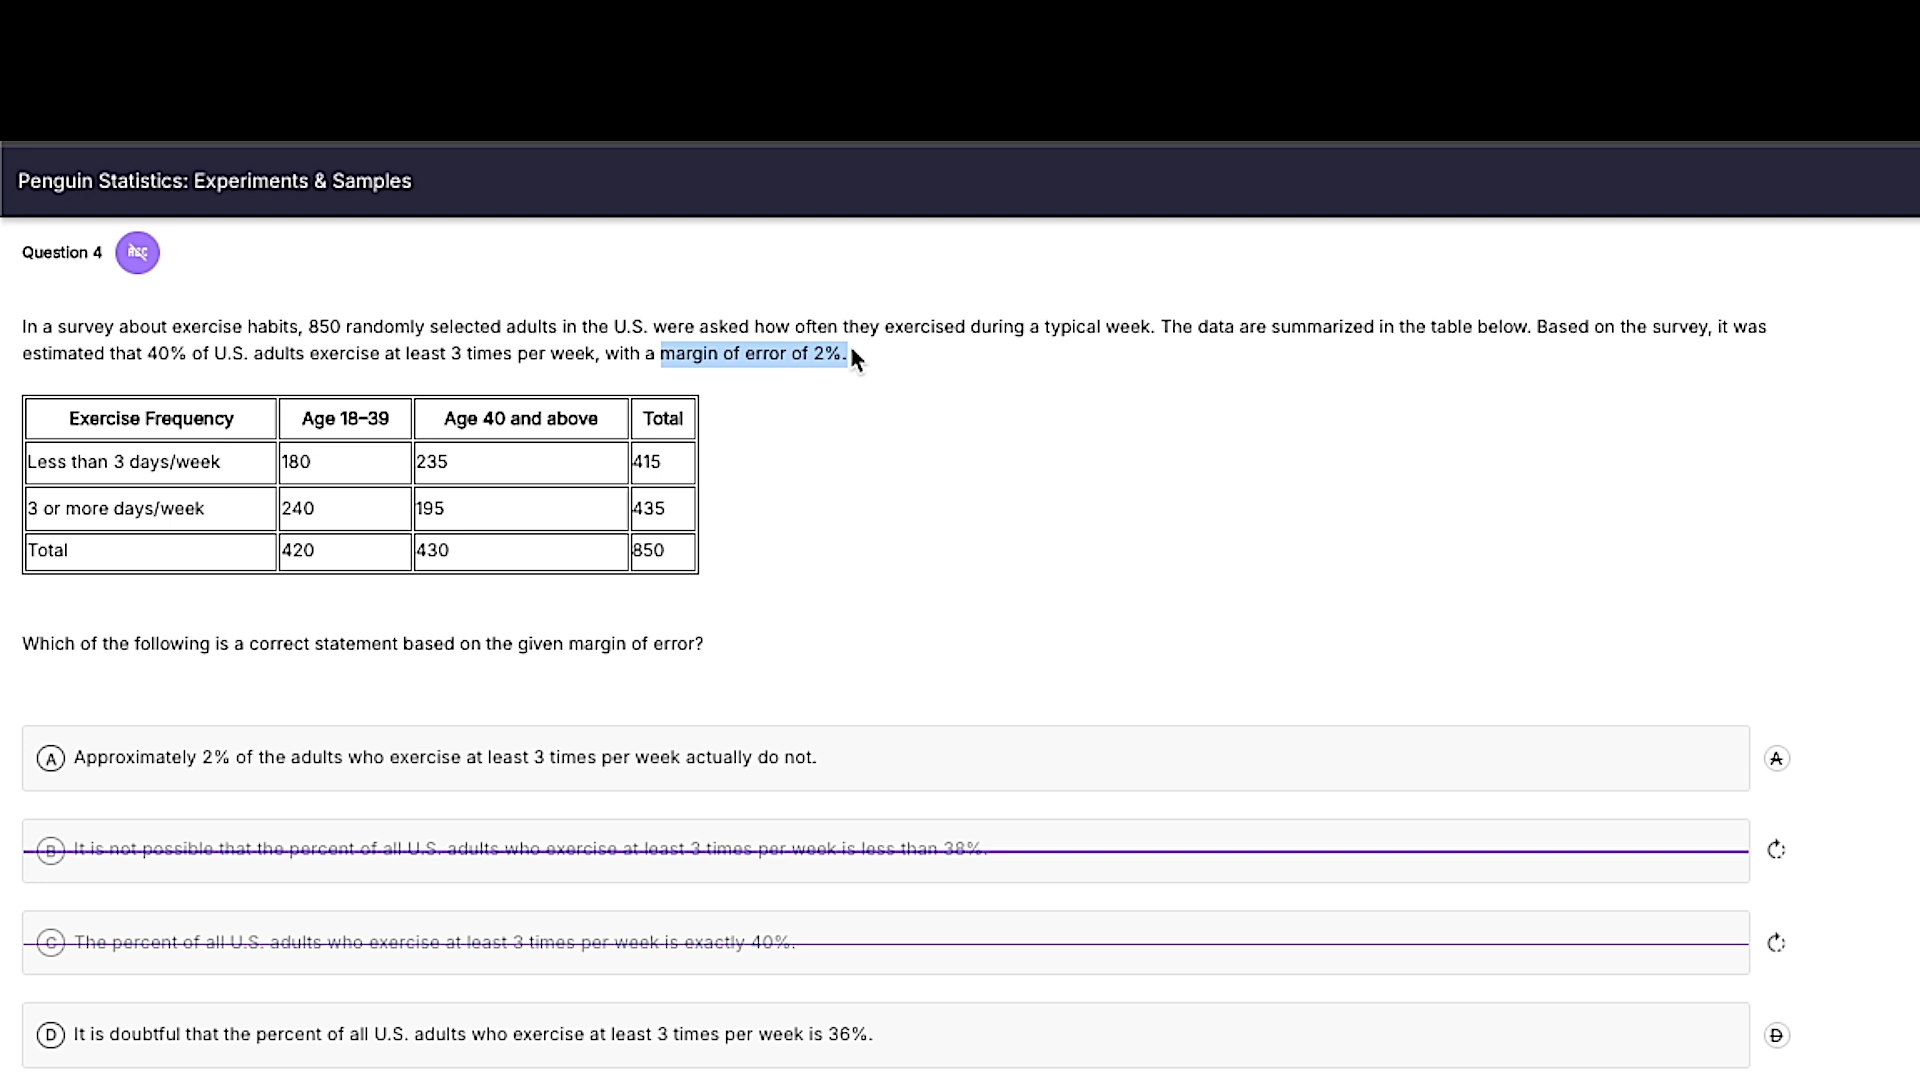 Penguin Statistics: Experiments & Samples
Question 4 ABC
In a survey about exercise habits, 850 randomly selected adults in the U.S. were asked how often they exercised during a typical week. The data are summarized in the table below. Based on the survey, it was
estimated that 40% of U.S. adults exercise at least 3 times per week, with a margin of error of 2%.
Exercise Frequency Age 18–39 Age 40 and above Total
Less than 3 days/week 180 235 415
3 or more days/week 240 195 435
Total 420 430 850
Which of the following is a correct statement based on the given margin of error?
A Approximately 2% of the adults who exercise at least 3 times per week actually do not. A
B It is not possible that the percent of all U.S. adults who exercise at least 3 times per week is less than 38%.
C The percent of all U.S. adults who exercise at least 3 times per week is exactly 40%.
D It is doubtful that the percent of all U.S. adults who exercise at least 3 times per week is 36%. D